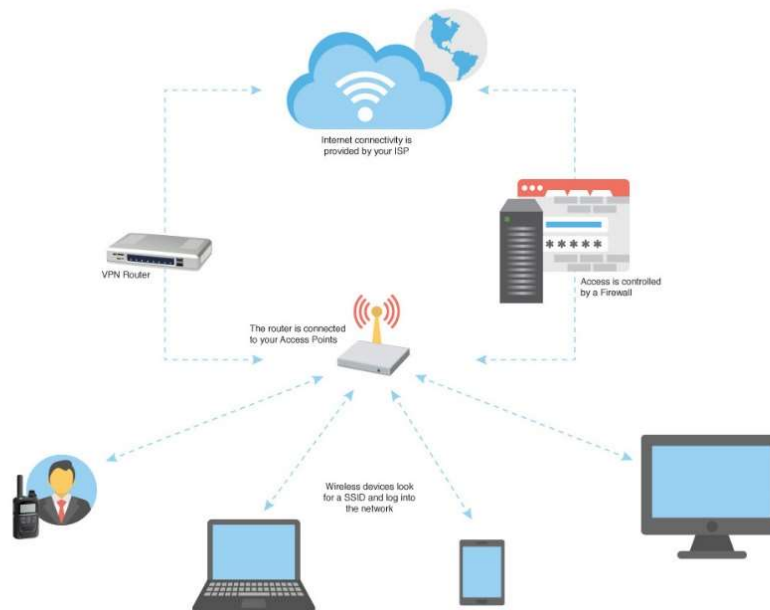 Internet connectivity is
provided by your ISP
VPN Router
*****
Access is controlled
by a Firewall
The router is connected
to your Access Points
Wireless devices look
for a SSID and log into
the network